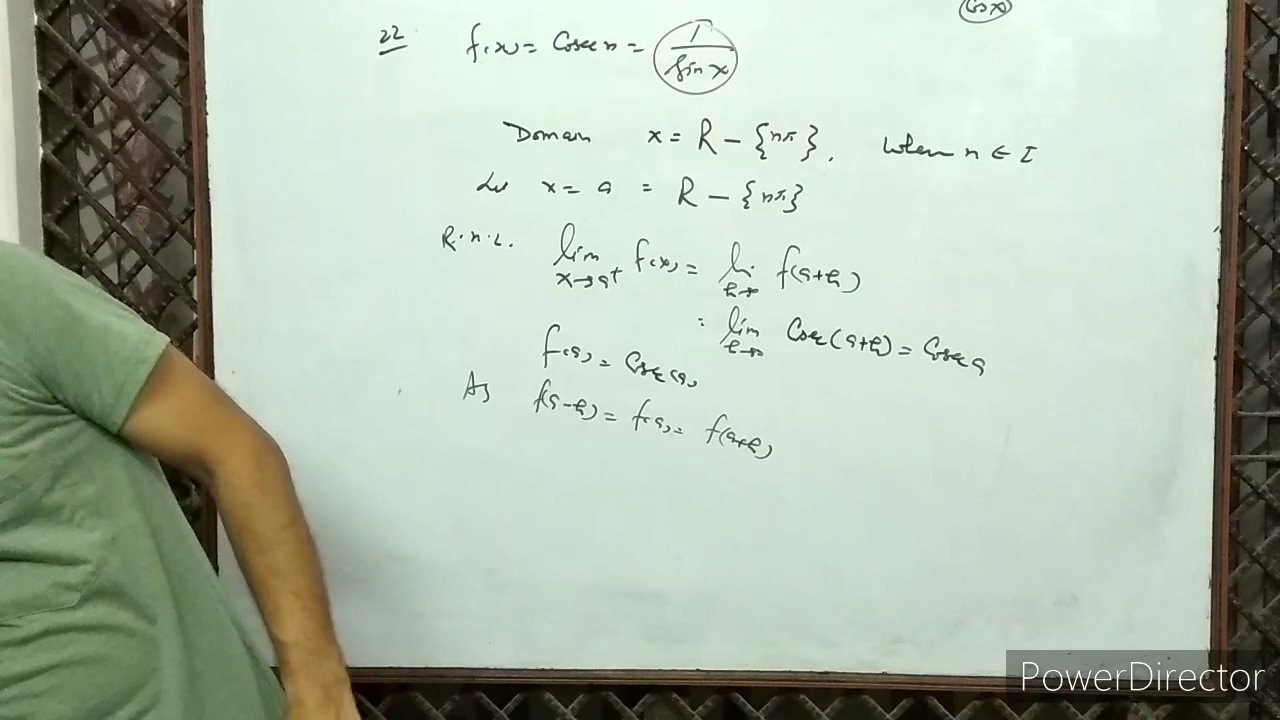 cos x
22 f(x) = Cosec x = 1/sin x
Domain x = R - {nπ}, when n ∈ I
Let x = a = R - {nπ}
R.H.L. lim x→a⁺ f(x) = lim h→0 f(a+h)
= lim h→0 Cosec(a+h) = Cosec a
f(a) = Cosec(a)
As f(a-h) = f(a) = f(a+h)
PowerDirector